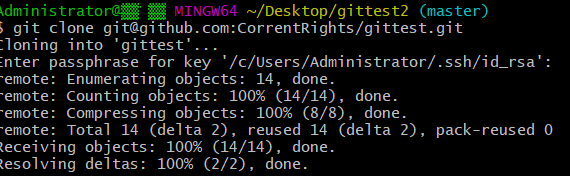 Administrator@ MINGW64 ~/Desktop/gittest2 (master)
$ git clone git@github.com:CorrentRights/gittest.git
Cloning into 'gittest'...
Enter passphrase for key '/c/Users/Administrator/.ssh/id_rsa':
remote: Enumerating objects: 14, done.
remote: Counting objects: 100% (14/14), done.
remote: Compressing objects: 100% (8/8), done.
remote: Total 14 (delta 2), reused 14 (delta 2), pack-reused 0
Receiving objects: 100% (14/14), done.
Resolving deltas: 100% (2/2), done.